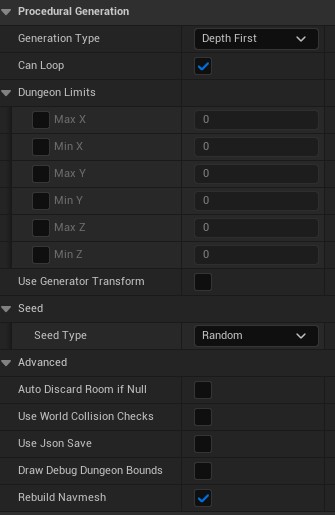 Procedural Generation
Generation Type Depth First
Can Loop
Dungeon Limits
Max X 0
Min X 0
Max Y 0
Min Y 0
Max Z 0
Min Z 0
Use Generator Transform
Seed
Seed Type Random
Advanced
Auto Discard Room if Null
Use World Collision Checks
Use Json Save
Draw Debug Dungeon Bounds
Rebuild Navmesh